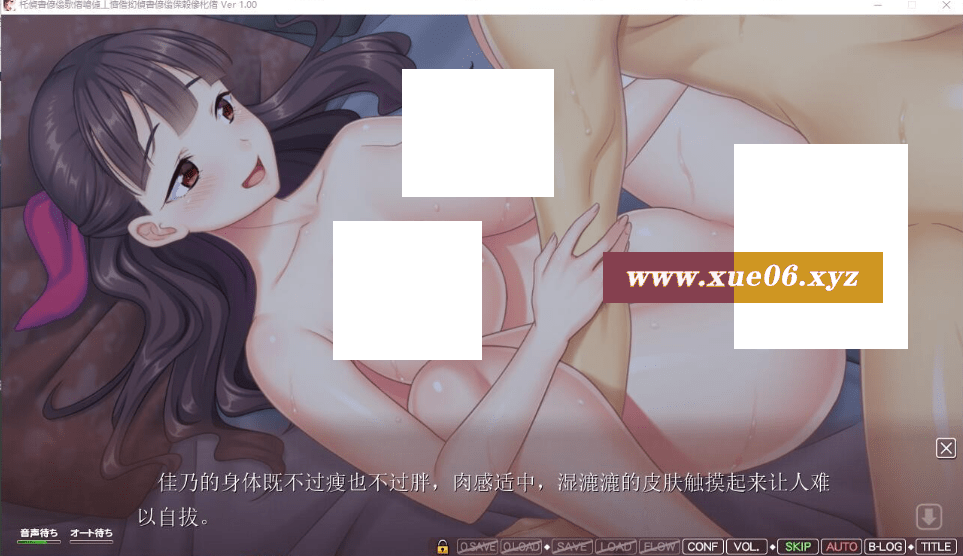 Ver 1.00
www.xue06.xyz
佳乃的身体既不过瘦也不过胖，肉感适中，湿漉漉的皮肤触摸起来让人难
以自拔。
音声待ち オート待ち
Q.SAVE Q.LOAD SAVE LOAD FLOW CONF VOL. SKIP AUTO B-LOG TITLE